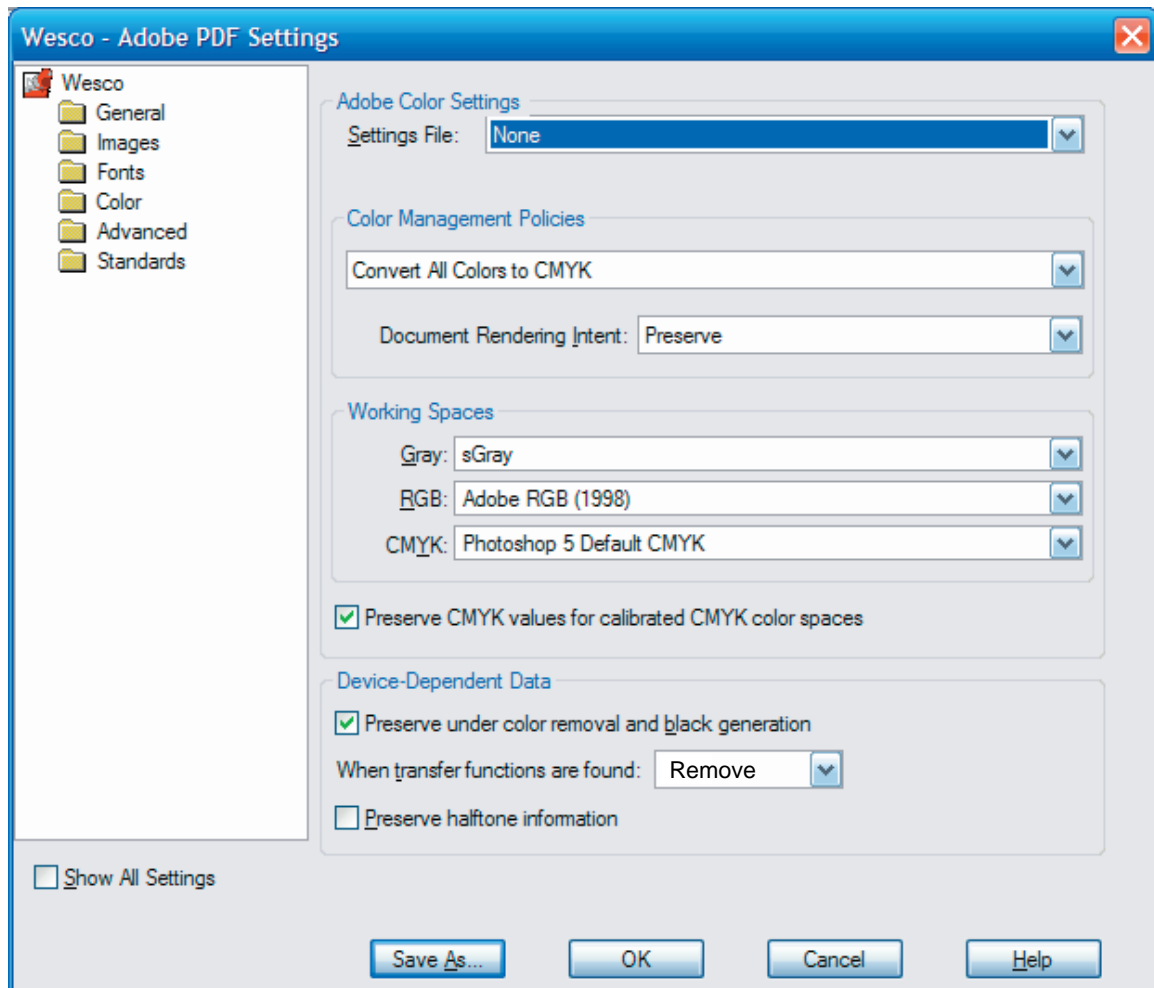 Wesco - Adobe PDF Settings
Wesco
General
Images
Fonts
Color
Advanced
Standards
Show All Settings
Adobe Color Settings
Settings File: None
Color Management Policies
Convert All Colors to CMYK
Document Rendering Intent: Preserve
Working Spaces
Gray: sGray
RGB: Adobe RGB (1998)
CMYK: Photoshop 5 Default CMYK
Preserve CMYK values for calibrated CMYK color spaces
Device-Dependent Data
Preserve under color removal and black generation
When transfer functions are found: Remove
Preserve halftone information
Save As... OK Cancel Help